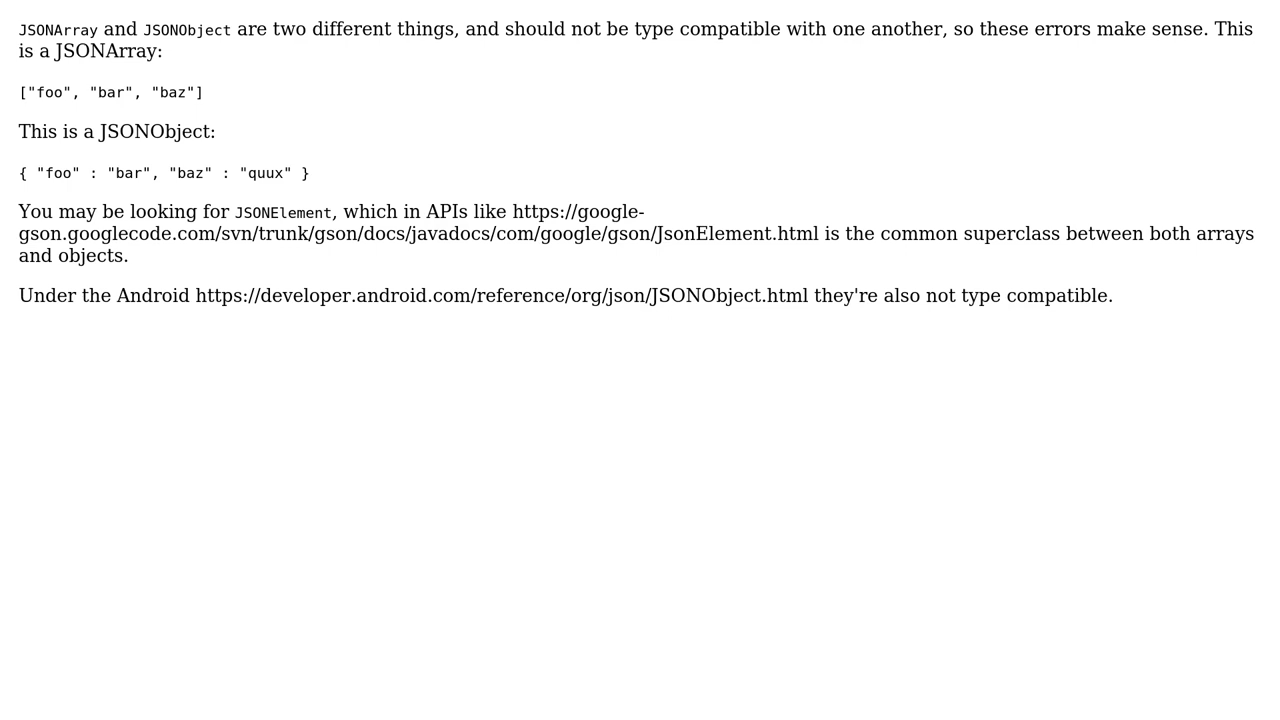 JSONArray and JSONObject are two different things, and should not be type compatible with one another, so these errors make sense. This
is a JSONArray:
["foo", "bar", "baz"]
This is a JSONObject:
{ "foo" : "bar", "baz" : "quux" }
You may be looking for JSONElement, which in APIs like https://google-
gson.googlecode.com/svn/trunk/gson/docs/javadocs/com/google/gson/JsonElement.html is the common superclass between both arrays
and objects.
Under the Android https://developer.android.com/reference/org/json/JSONObject.html they're also not type compatible.